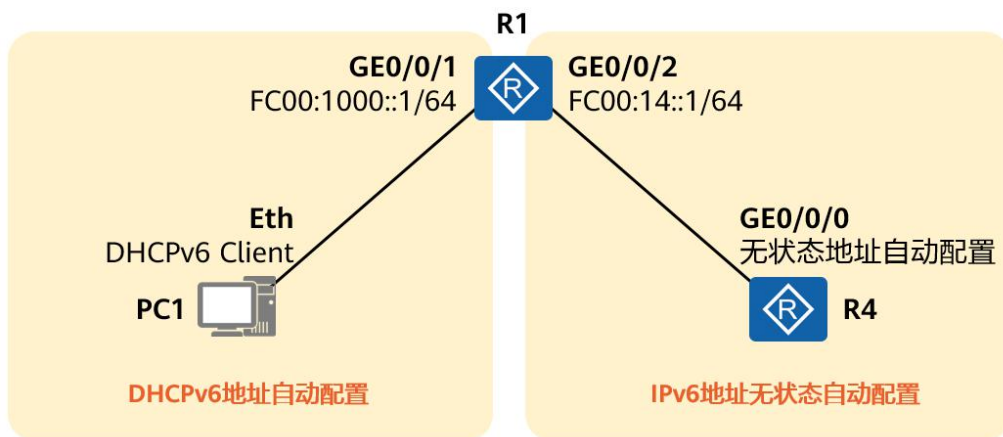 R1
GE0/0/1
FC00:1000::1/64
R
GE0/0/2
FC00:14::1/64
Eth
DHCPv6 Client
PC1
GE0/0/0
无状态地址自动配置
R
R4
DHCPv6地址自动配置
IPv6地址无状态自动配置